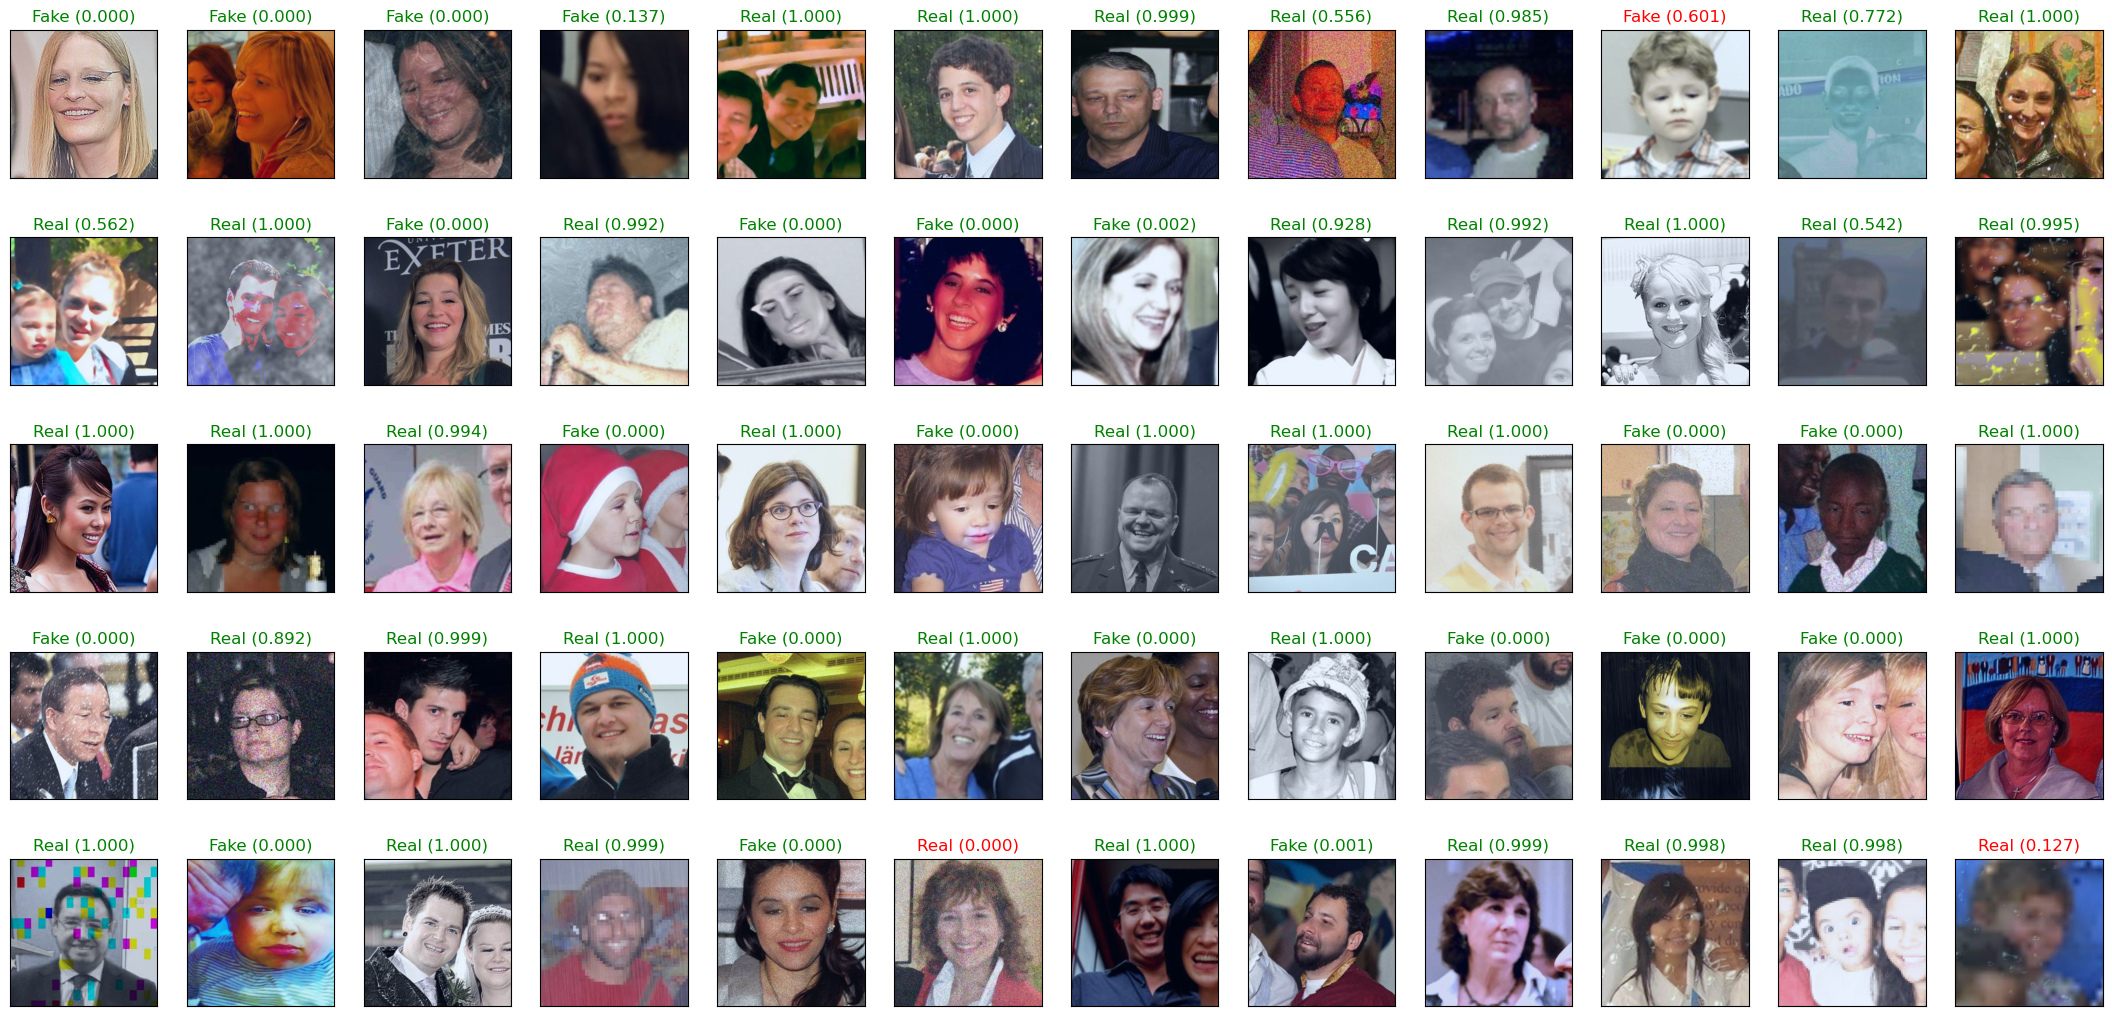 Fake (0.000) Fake (0.000) Fake (0.000) Fake (0.137) Real (1.000) Real (1.000) Real (0.999) Real (0.556) Real (0.985) Fake (0.601) Real (0.772) Real (1.000)
ADO
ION
Real (0.562) Real (1.000) Fake (0.000) Real (0.992) Fake (0.000) Fake (0.000) Fake (0.002) Real (0.928) Real (0.992) Real (1.000) Real (0.542) Real (0.995)
EXETER
MES
Real (1.000) Real (1.000) Real (0.994) Fake (0.000) Real (1.000) Fake (0.000) Real (1.000) Real (1.000) Real (1.000) Fake (0.000) Fake (0.000) Real (1.000)
GUARD
CA
Fake (0.000) Real (0.892) Real (0.999) Real (1.000) Fake (0.000) Real (1.000) Fake (0.000) Real (1.000) Fake (0.000) Fake (0.000) Fake (0.000) Real (1.000)
Real (1.000) Fake (0.000) Real (1.000) Real (0.999) Fake (0.000) Real (0.000) Real (1.000) Fake (0.001) Real (0.999) Real (0.998) Real (0.998) Real (0.127)